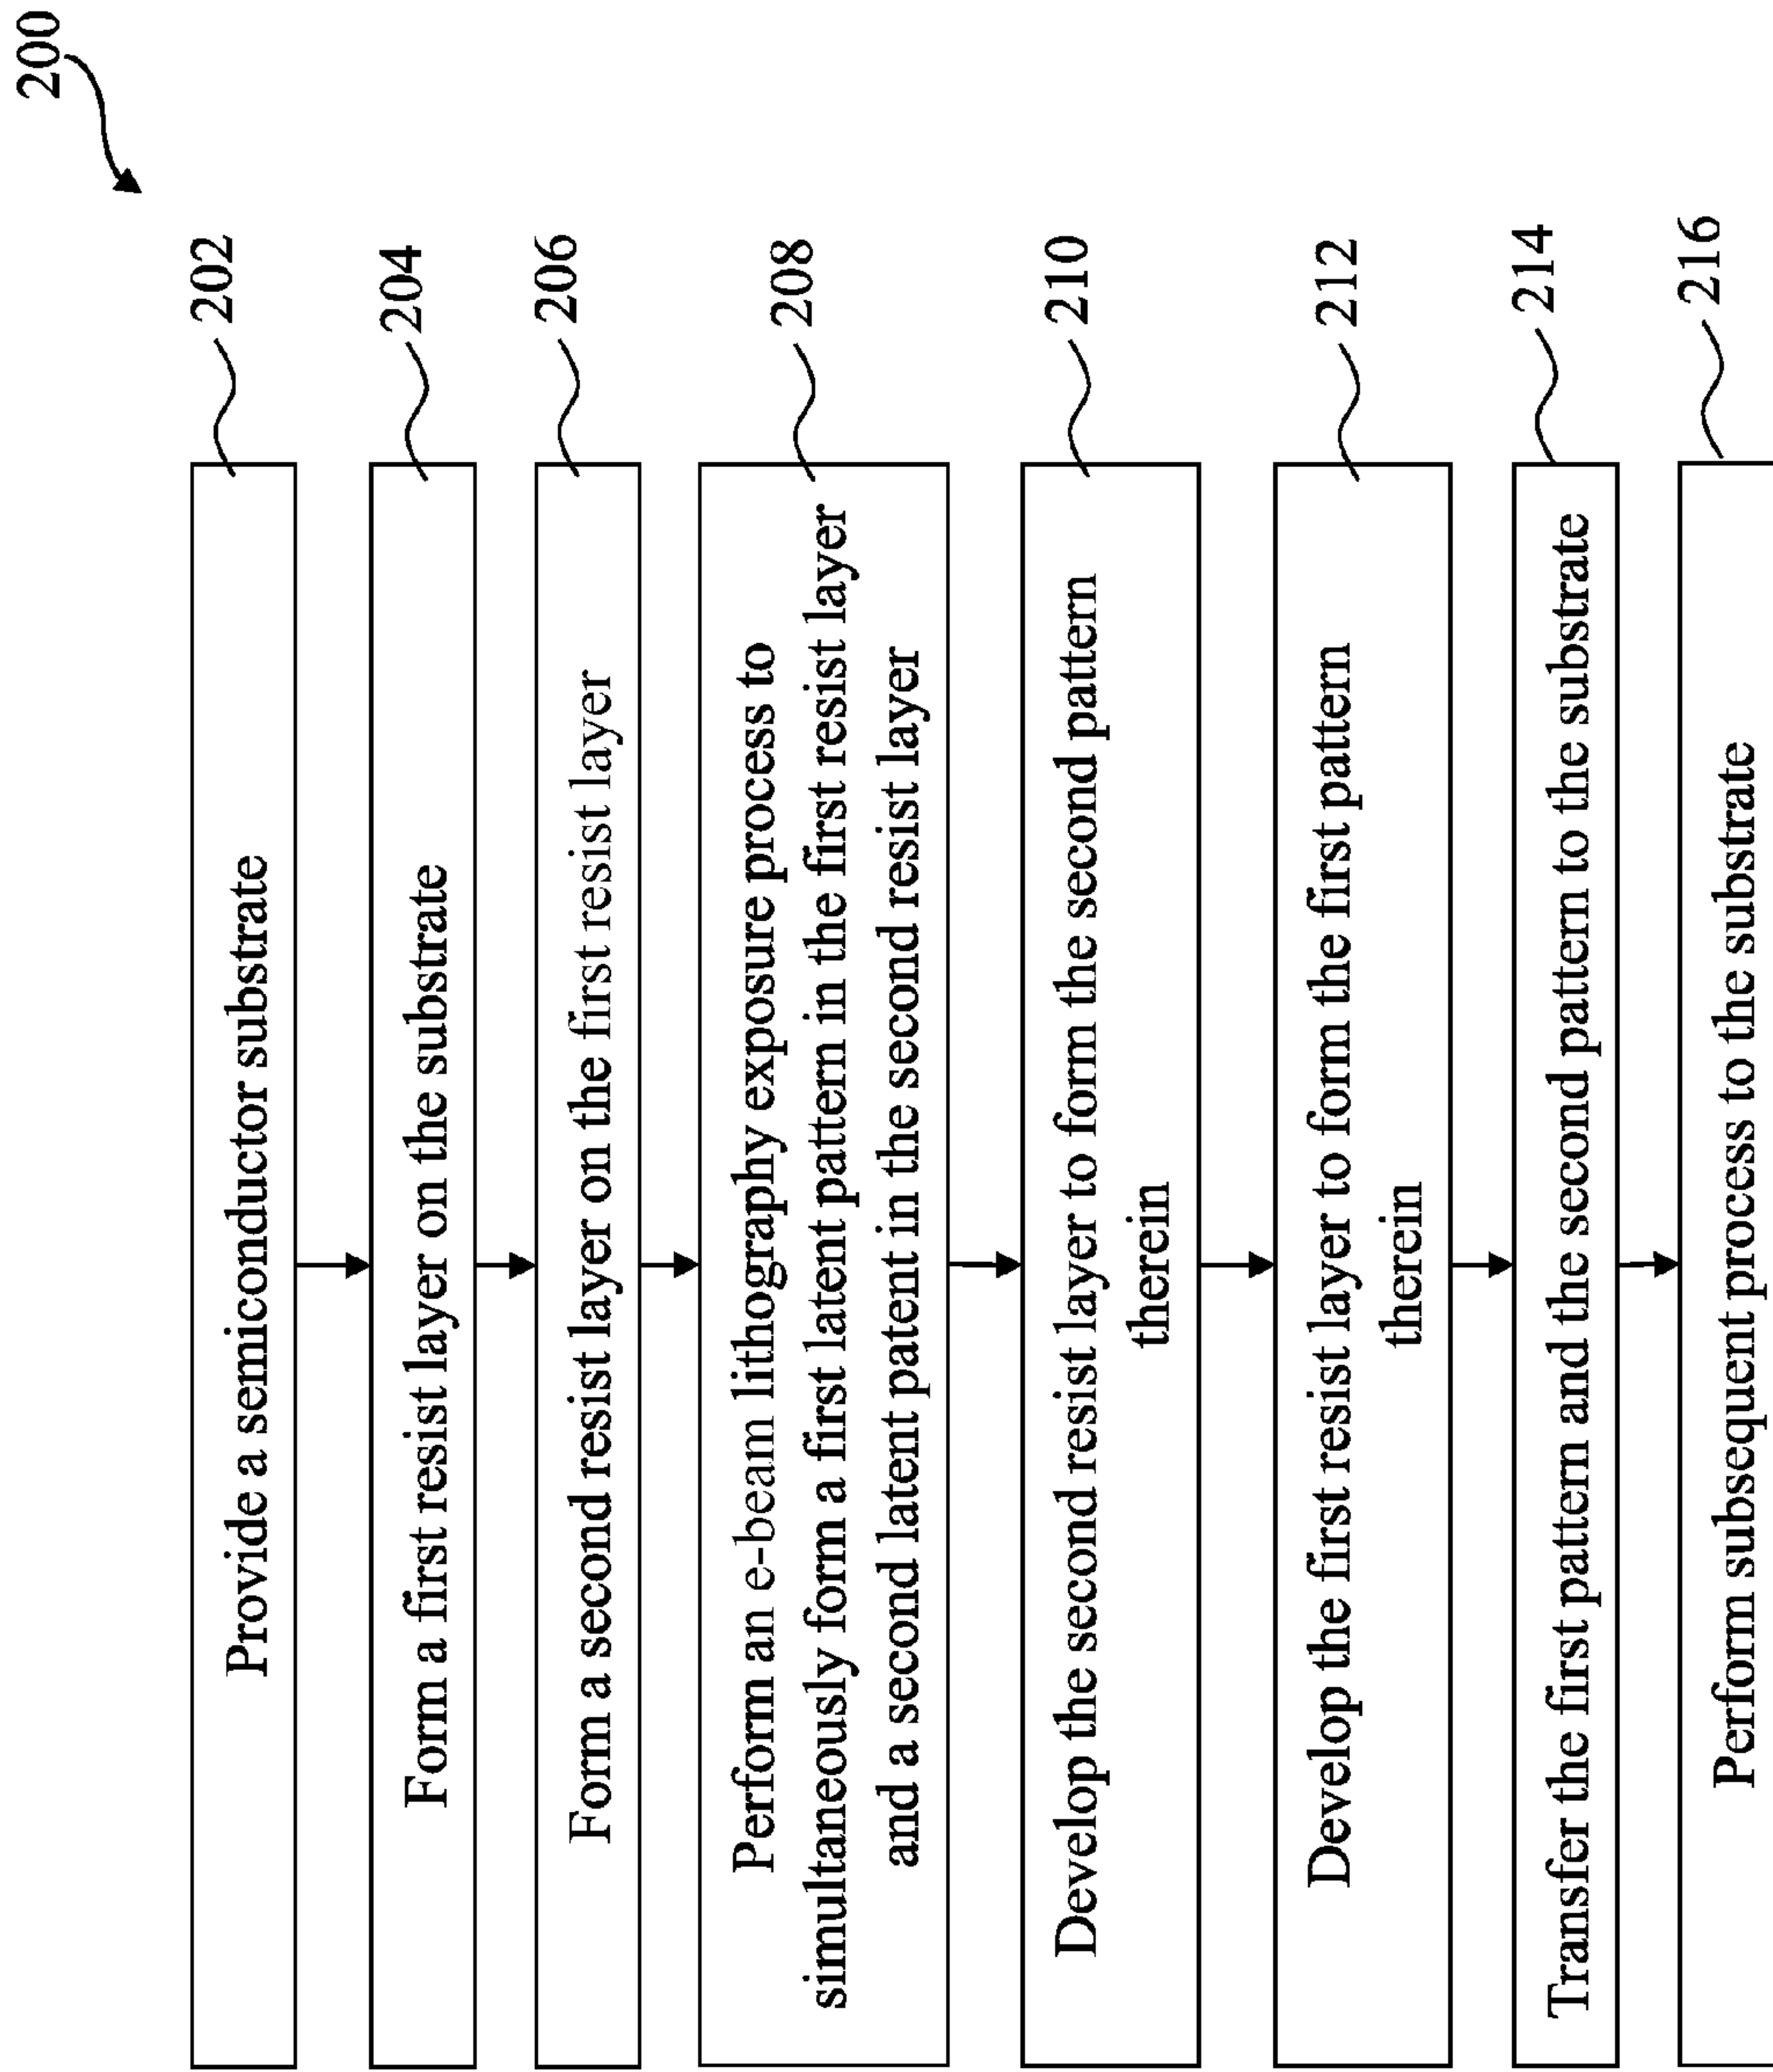 200
Provide a semiconductor substrate
202
Form a first resist layer on the substrate
204
Form a second resist layer on the first resist layer
206
Perform an e-beam lithography exposure process to
simultaneously form a first latent pattern in the first resist layer
and a second latent patent in the second resist layer
208
Develop the second resist layer to form the second pattern
therein
210
Develop the first resist layer to form the first pattern
therein
212
Transfer the first pattern and the second pattern to the substrate
214
Perform subsequent process to the substrate
216